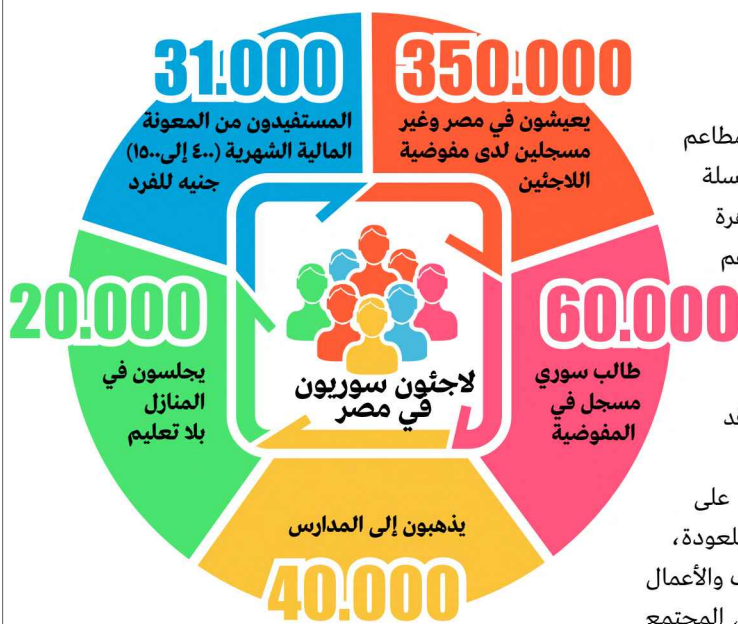 350.000
يعيشون في مصر وغير
مسجلين لدى مفوضية
اللاجئين
31.000
المستفيدون من المعونة
المالية الشهرية (٤٠٠ إلى١٥٠٠)
جنيه للفرد
60.000
طالب سوري
مسجل في
المفوضية
20.000
يجلسون في
المنازل
بلا تعليم
لاجئون سوريون
في مصر
يذهبون إلى المدارس
40.000
على
للعودة،
والأعمال
المجتمع